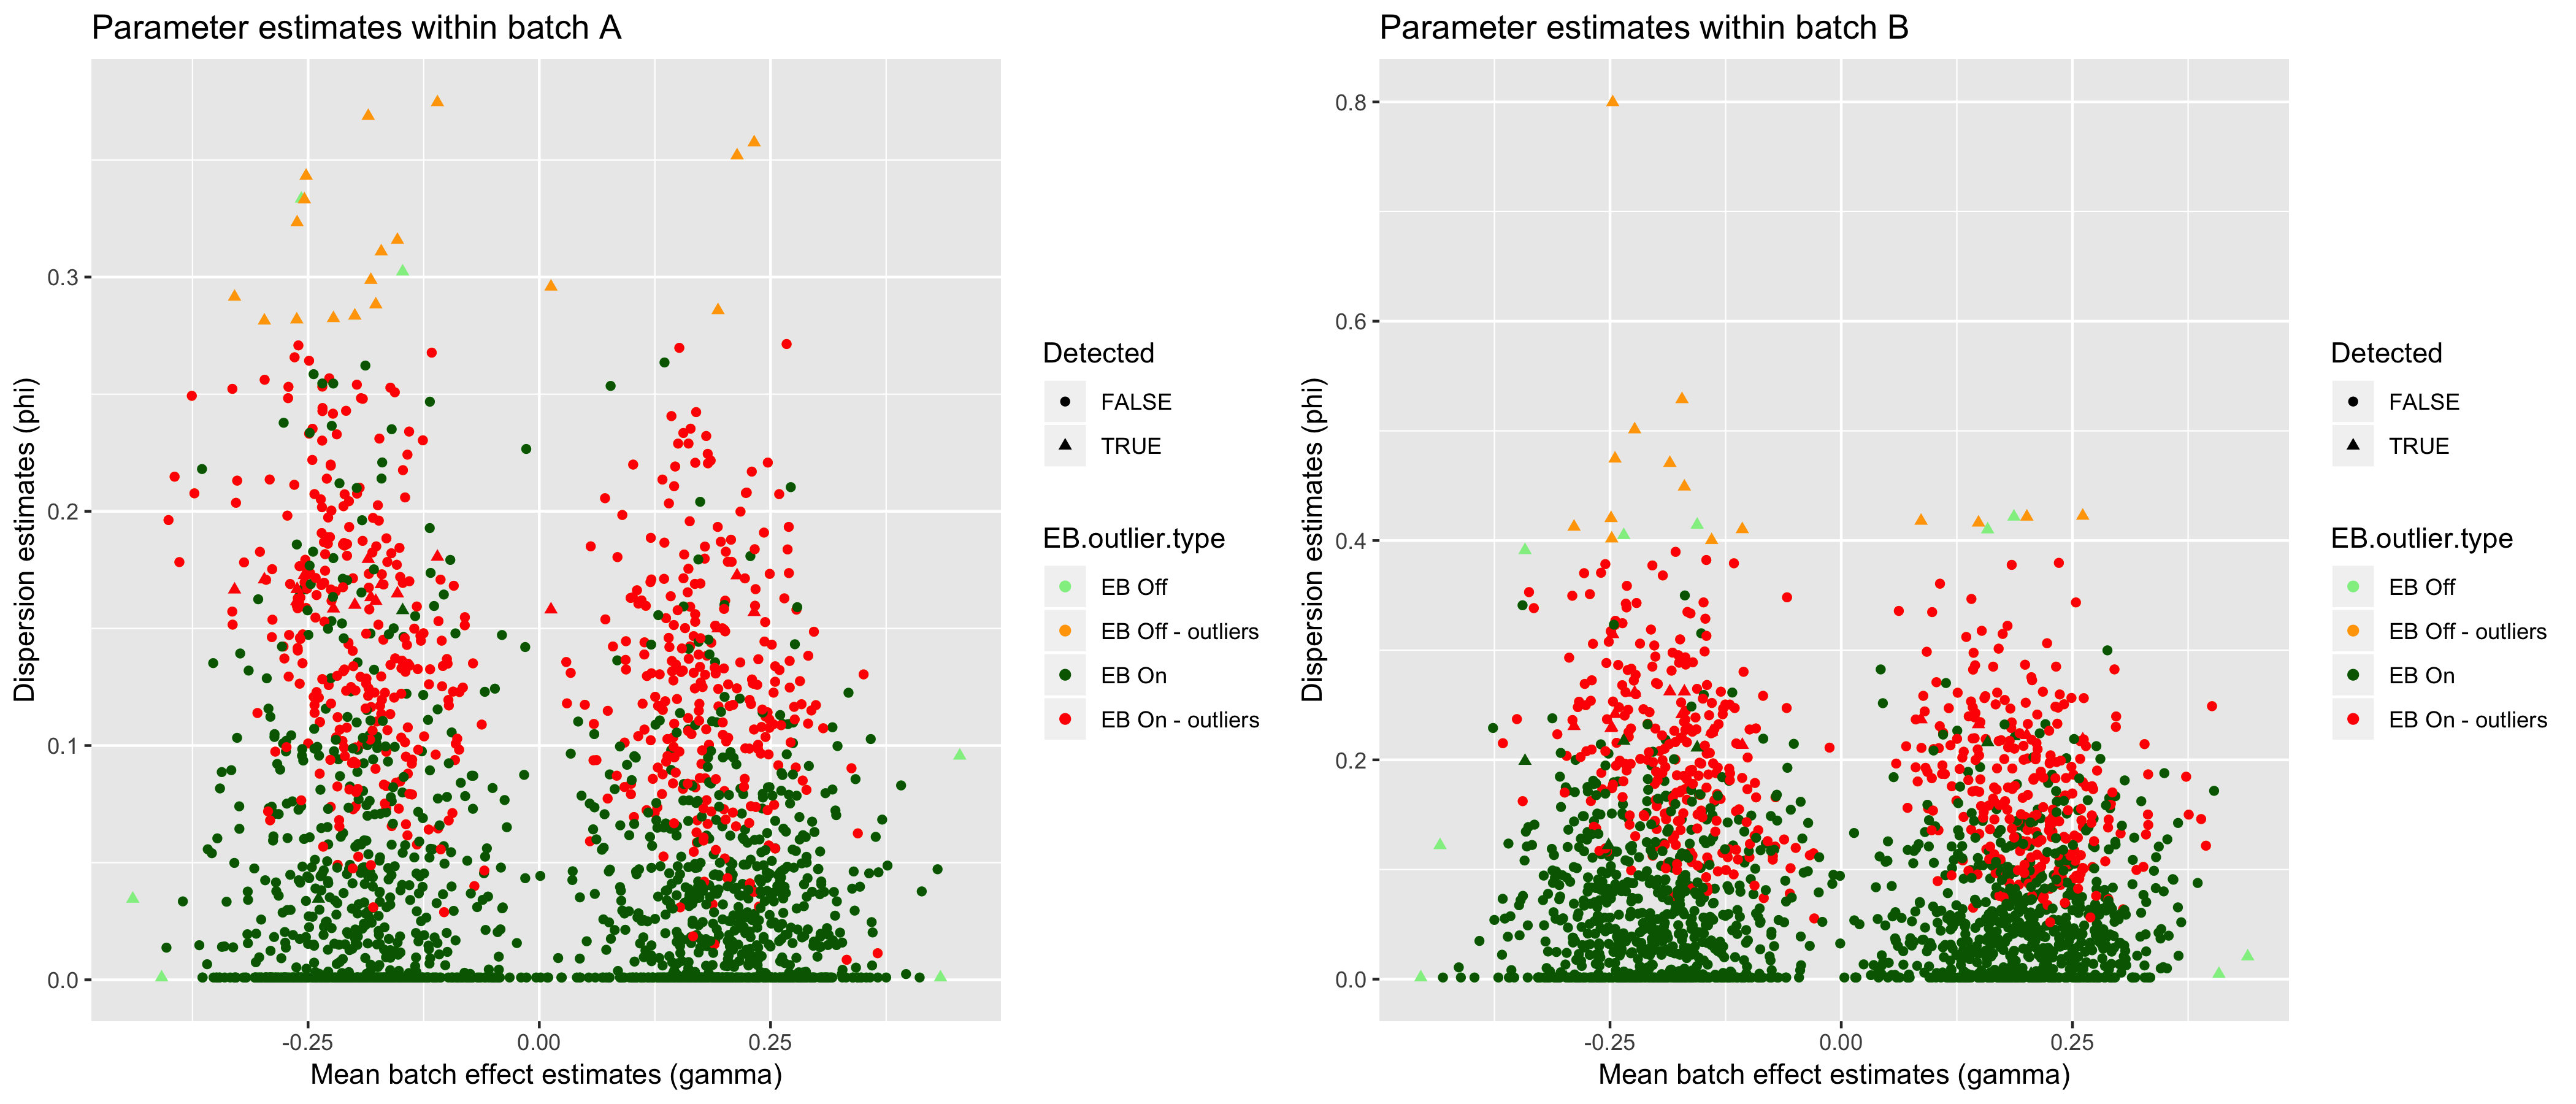 Parameter estimates within batch A
Dispersion estimates (phi)
0.3
0.2
0.1
0.0
-0.25
0.00
0.25
Mean batch effect estimates (gamma)
Detected
FALSE
TRUE
EB.outlier.type
EB Off
EB Off - outliers
EB On
EB On - outliers
Parameter estimates within batch B
Dispersion estimates (phi)
0.8
0.6
0.4
0.2
0.0
-0.25
0.00
0.25
Mean batch effect estimates (gamma)
Detected
FALSE
TRUE
EB.outlier.type
EB Off
EB Off - outliers
EB On
EB On - outliers